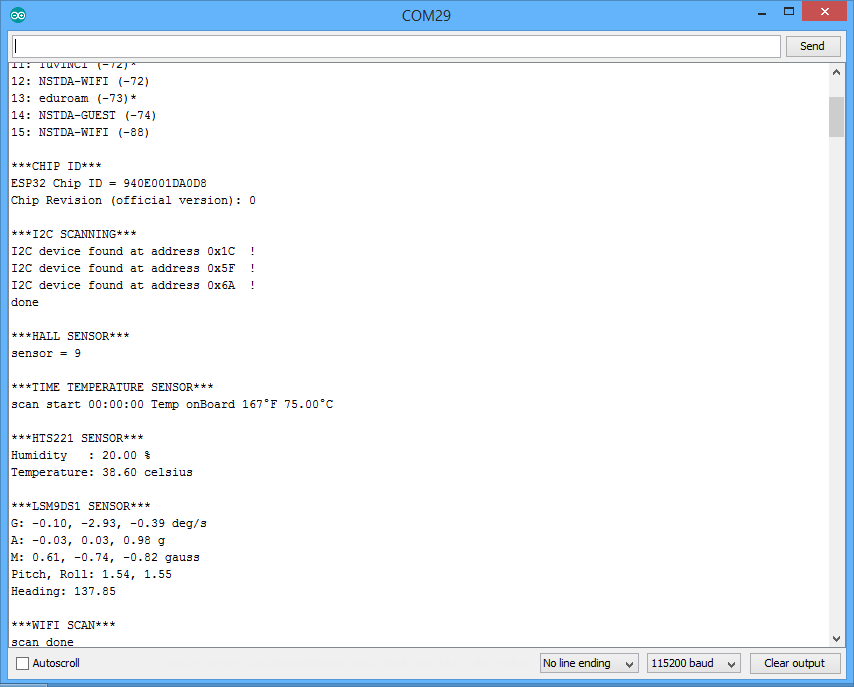 COM29
Send
12: NSTDA-WIFI (-72)
13: eduroam (-73)*
14: NSTDA-GUEST (-74)
15: NSTDA-WIFI (-88)
***CHIP ID***
ESP32 Chip ID = 940E001DA0D8
Chip Revision (official version): 0
***I2C SCANNING***
I2C device found at address 0x1C  !
I2C device found at address 0x5F  !
I2C device found at address 0x6A  !
done
***HALL SENSOR***
sensor = 9
***TIME TEMPERATURE SENSOR***
scan start 00:00:00 Temp onBoard 167°F 75.00°C
***HTS221 SENSOR***
Humidity   : 20.00 %
Temperature: 38.60 celsius
***LSM9DS1 SENSOR***
G: -0.10, -2.93, -0.39 deg/s
A: -0.03, 0.03, 0.98 g
M: 0.61, -0.74, -0.82 gauss
Pitch, Roll: 1.54, 1.55
Heading: 137.85
***WIFI SCAN***
scan done
Autoscroll
No line ending
115200 baud
Clear output